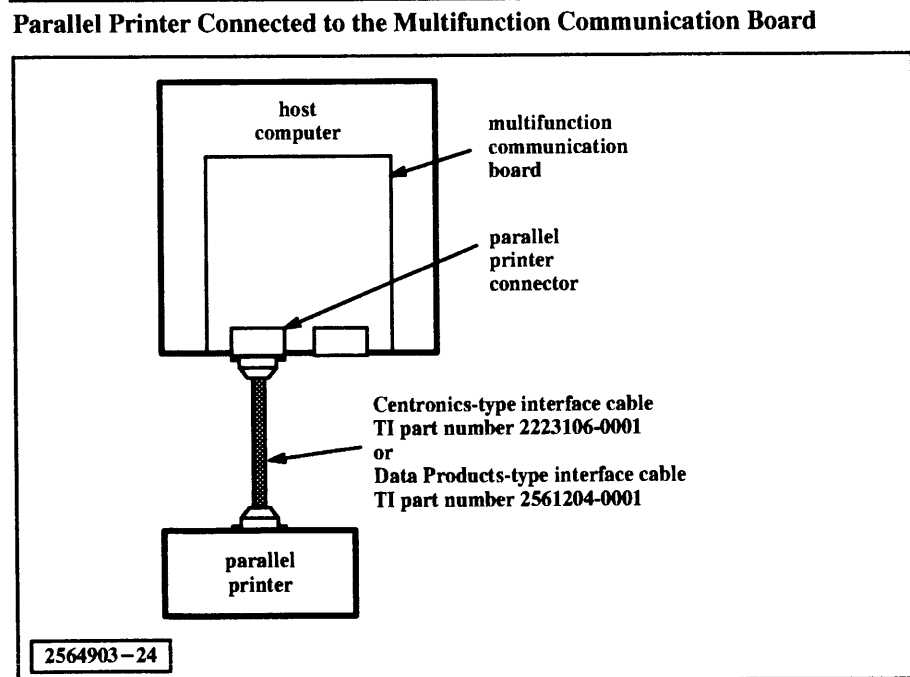 Parallel Printer Connected to the Multifunction Communication Board
host
computer
multifunction
communication
board
parallel
printer
connector
Centronics-type interface cable
TI part number 2223106-0001
or
Data Products-type interface cable
TI part number 2561204-0001
parallel
printer
2564903-24